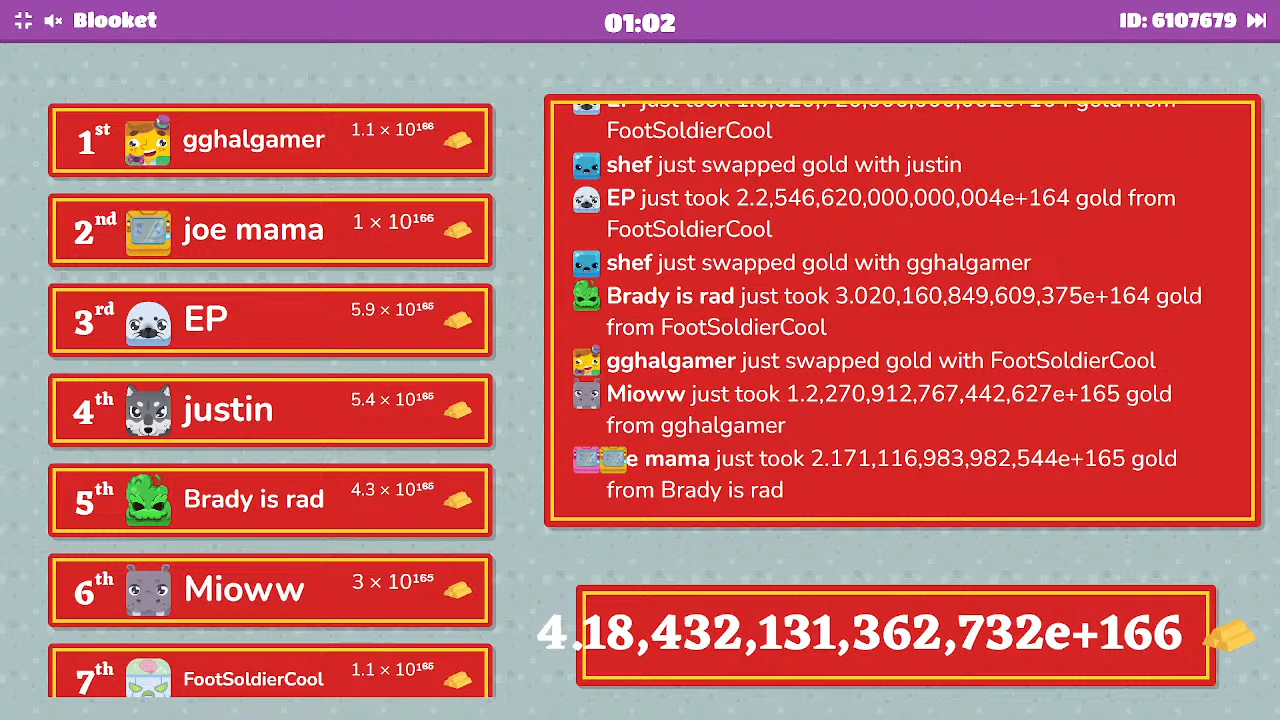 Blooket
01:02
ID: 6107679
1st gghalgamer 1.1 × 10¹⁶⁶
2nd joe mama 1 × 10¹⁶⁶
3rd EP 5.9 × 10¹⁶⁵
4th justin 5.4 × 10¹⁶⁵
5th Brady is rad 4.3 × 10¹⁶⁵
6th Mioww 3 × 10¹⁶⁵
7th FootSoldierCool 1.1 × 10¹⁶⁵
FootSoldierCool
shef just swapped gold with justin
EP just took 2.2,546,620,000,000,004e+164 gold from
FootSoldierCool
shef just swapped gold with gghalgamer
Brady is rad just took 3.020,160,849,609,375e+164 gold
from FootSoldierCool
gghalgamer just swapped gold with FootSoldierCool
Mioww just took 1.2,270,912,767,442,627e+165 gold
from gghalgamer
e mama just took 2.171,116,983,982,544e+165 gold
from Brady is rad
4.18,432,131,362,732e+166